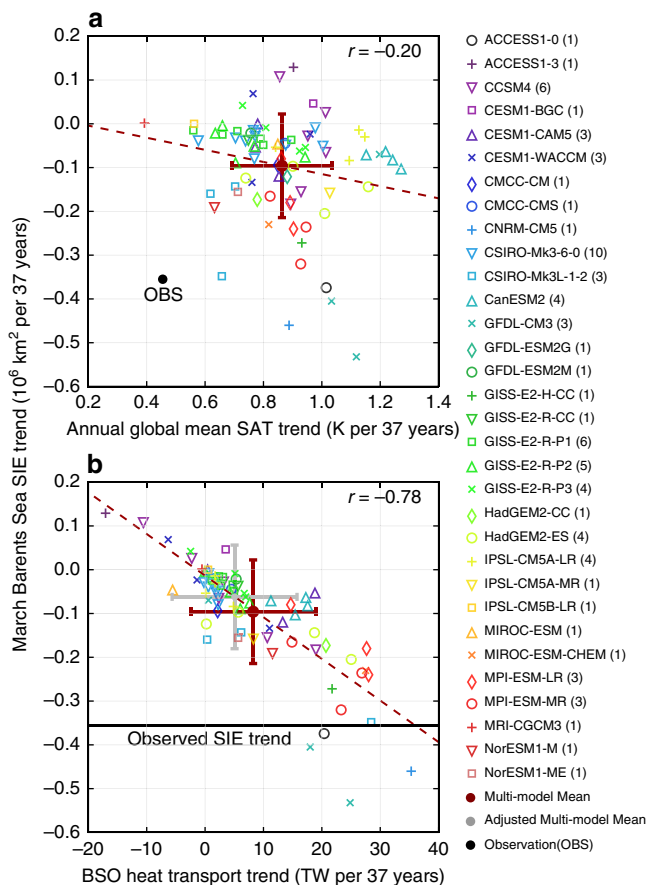 a
0.2
0.1
0.0
−0.1
−0.2
−0.3
−0.4
−0.5
−0.6
r = −0.20
OBS
0.2 0.4 0.6 0.8 1.0 1.2 1.4
Annual global mean SAT trend (K per 37 years)
March Barents Sea SIE trend (10⁶ km² per 37 years)
b
0.2
0.1
0.0
−0.1
−0.2
−0.3
−0.4
−0.5
−0.6
r = −0.78
Observed SIE trend
−20 −10 0 10 20 30 40
BSO heat transport trend (TW per 37 years)
ACCESS1-0 (1)
ACCESS1-3 (1)
CCSM4 (6)
CESM1-BGC (1)
CESM1-CAM5 (3)
CESM1-WACCM (3)
CMCC-CM (1)
CMCC-CMS (1)
CNRM-CM5 (1)
CSIRO-Mk3-6-0 (10)
CSIRO-Mk3L-1-2 (3)
CanESM2 (4)
GFDL-CM3 (3)
GFDL-ESM2G (1)
GFDL-ESM2M (1)
GISS-E2-H-CC (1)
GISS-E2-R-CC (1)
GISS-E2-R-P1 (6)
GISS-E2-R-P2 (5)
GISS-E2-R-P3 (4)
HadGEM2-CC (1)
HadGEM2-ES (4)
IPSL-CM5A-LR (4)
IPSL-CM5A-MR (1)
IPSL-CM5B-LR (1)
MIROC-ESM (1)
MIROC-ESM-CHEM (1)
MPI-ESM-LR (3)
MPI-ESM-MR (3)
MRI-CGCM3 (1)
NorESM1-M (1)
NorESM1-ME (1)
Multi-model Mean
Adjusted Multi-model Mean
Observation(OBS)